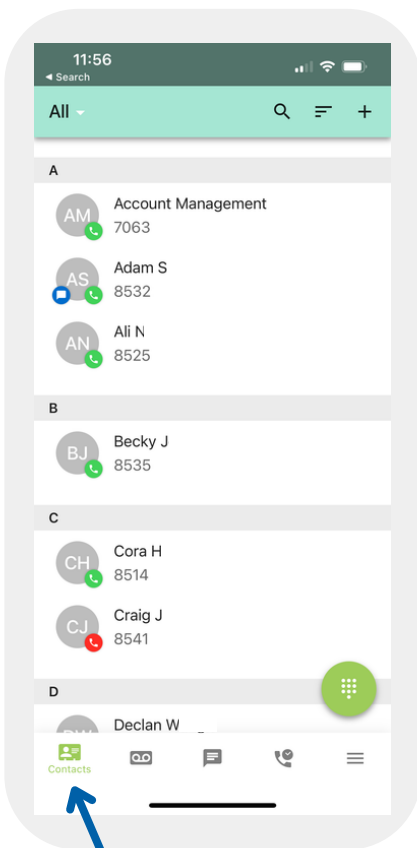 11:56
Search
All
A
AM
Account Management
7063
AS
Adam S
8532
AN
Ali N
8525
B
BJ
Becky J
8535
C
CH
Cora H
8514
CJ
Craig J
8541
D
DW
Declan W
Contacts